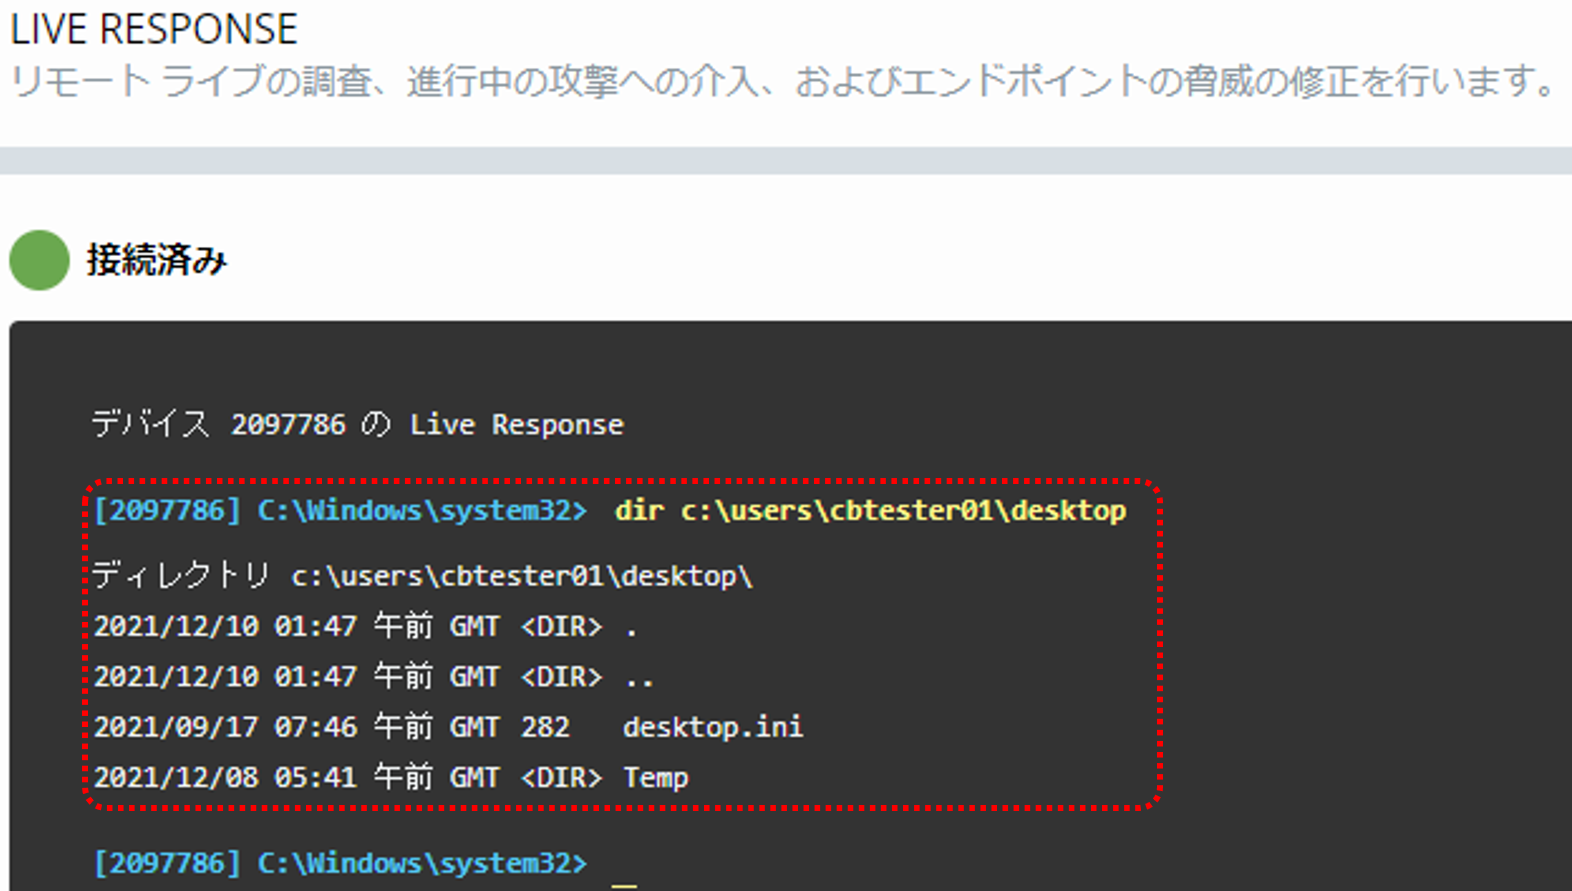 LIVE RESPONSE
リモート ライブの調査、進行中の攻撃への介入、およびエンドポイントの脅威の修正を行います。
接続済み
デバイス 2097786 の Live Response
[2097786] C:\Windows\system32> dir c:\users\cbtester01\desktop
ディレクトリ c:\users\cbtester01\desktop\
2021/12/10 01:47 午前 GMT <DIR> .
2021/12/10 01:47 午前 GMT <DIR> ..
2021/09/17 07:46 午前 GMT 282 desktop.ini
2021/12/08 05:41 午前 GMT <DIR> Temp
[2097786] C:\Windows\system32> _